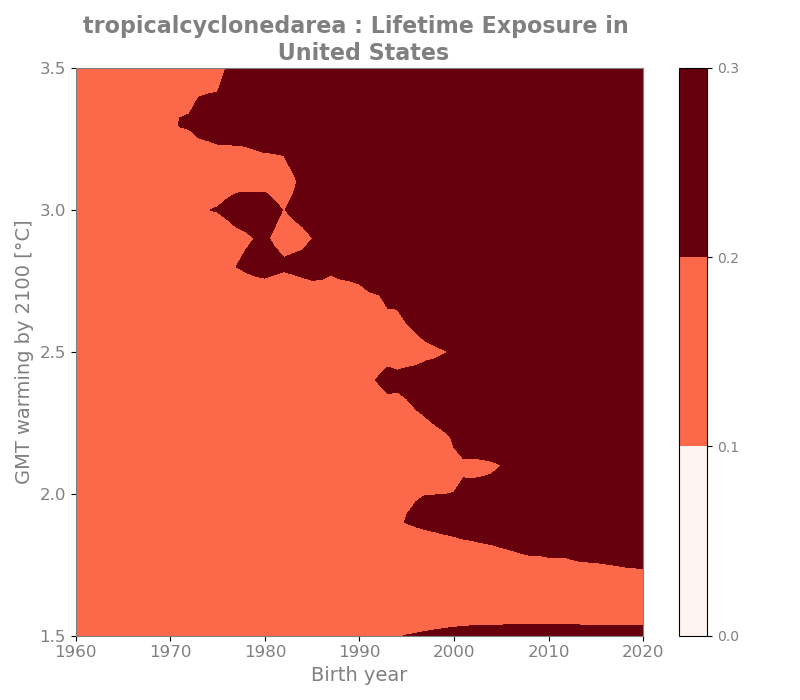 tropicalcyclonedarea : Lifetime Exposure in
United States
3.5
3.0
2.5
2.0
1.5
GMT warming by 2100 [°C]
1960 1970 1980 1990 2000 2010 2020
Birth year
0.3
0.2
0.1
0.0